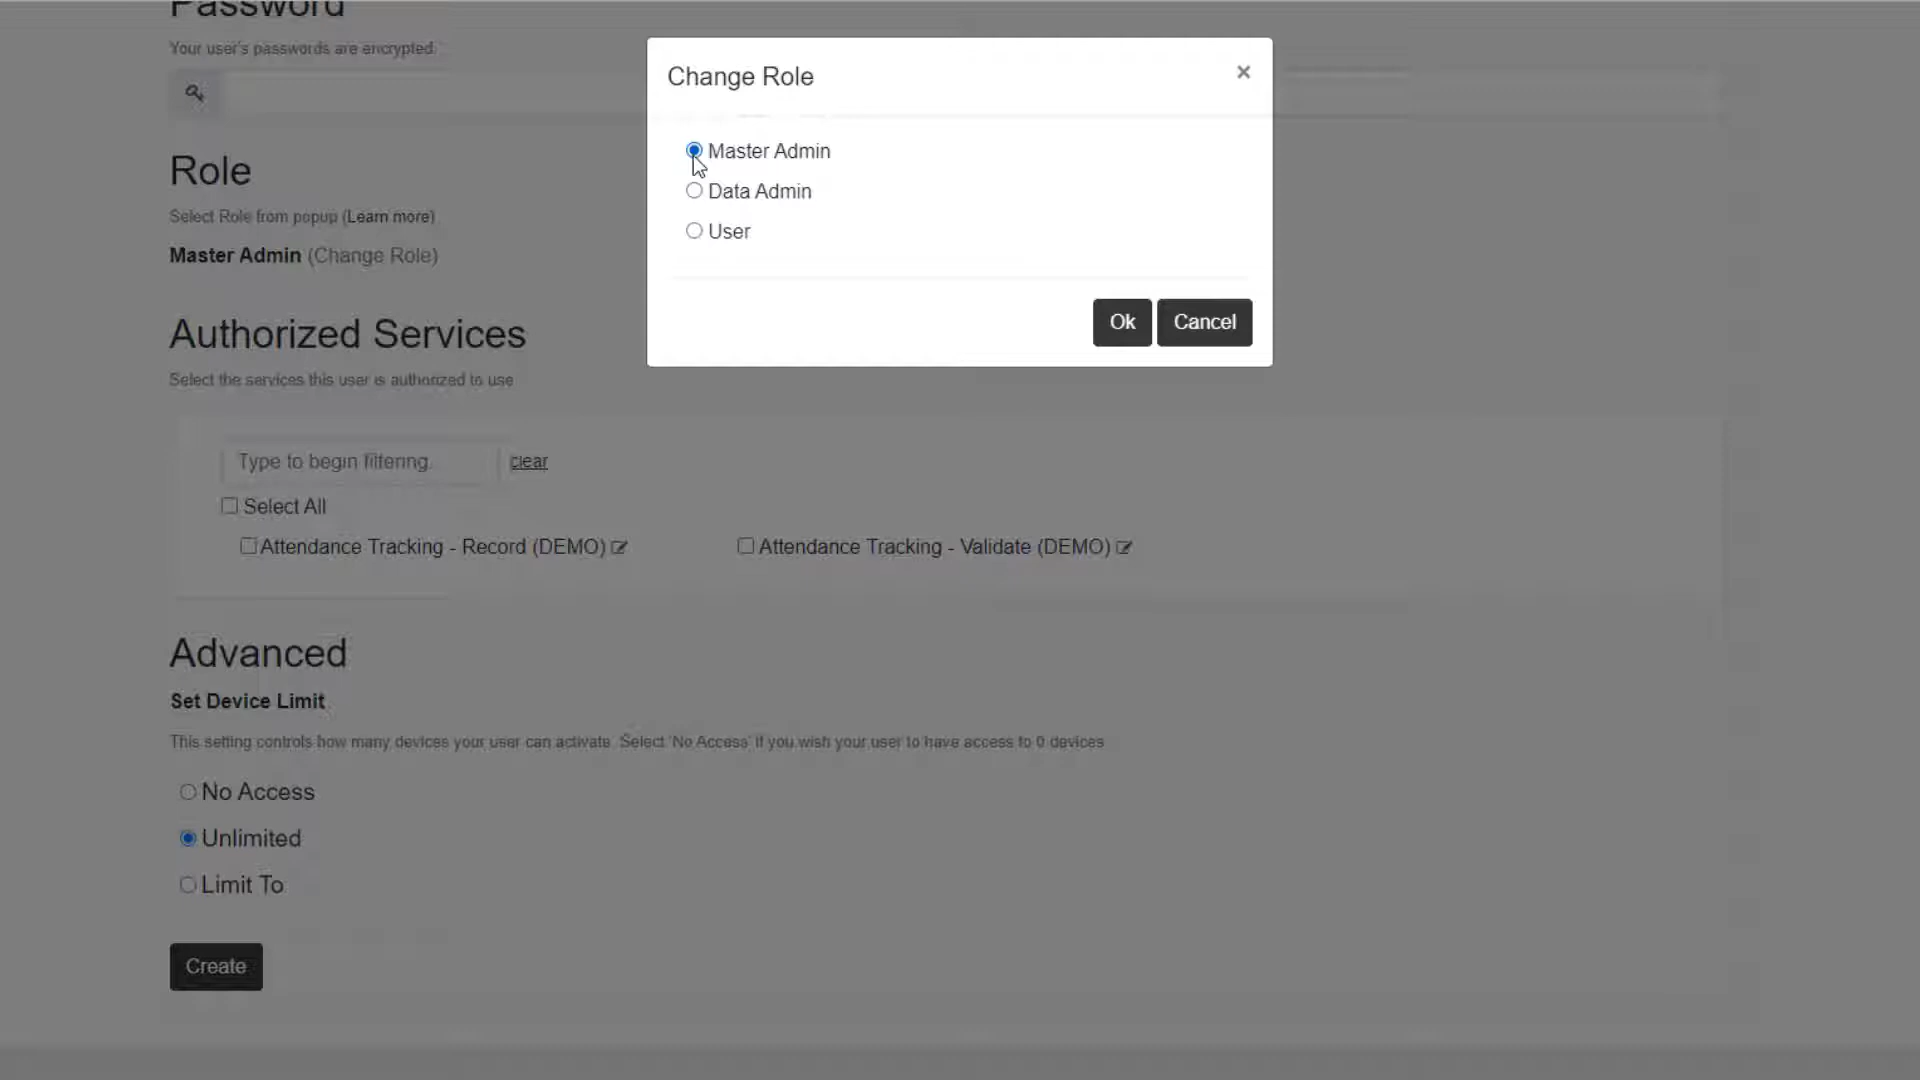 Password
Your user's passwords are encrypted.
Change Role
×
Master Admin
Data Admin
User
Ok Cancel
Role
Select Role from popup (Learn more)
Master Admin (Change Role)
Authorized Services
Select the services this user is authorized to use
Type to begin filtering. clear
Select All
Attendance Tracking - Record (DEMO) Attendance Tracking - Validate (DEMO)
Advanced
Set Device Limit
This setting controls how many devices your user can activate. Select 'No Access' if you wish your user to have access to 0 devices
No Access
Unlimited
Limit To
Create